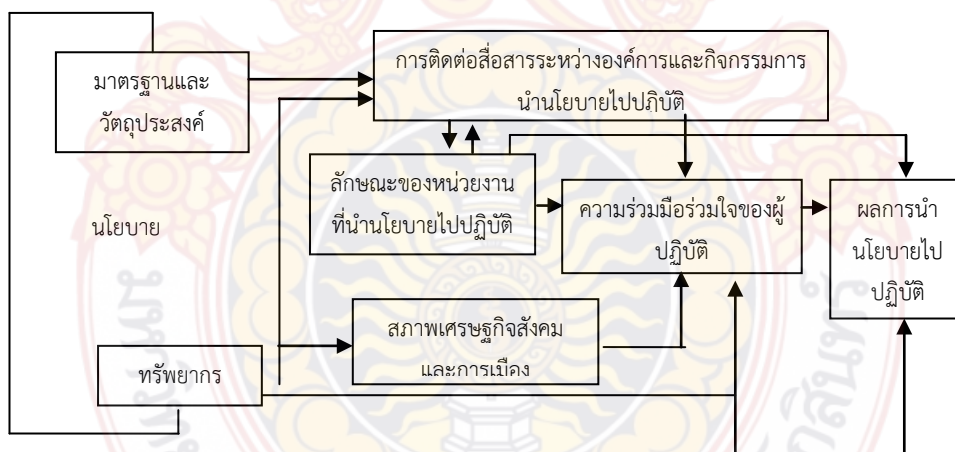 มาตรฐานและ
วัตถุประสงค์
การติดต่อสื่อสารระหว่างองค์การและกิจกรรมการ
นำนโยบายไปปฎิบัติ
ลักษณะของหน่วยงาน
ที่นำนโยบายไปปฏิบัติ
ความร่วมมือร่วมใจของผู้
ปฏิบัติ
ผลการนำ
นโยบายไป
ปฏิบัติ
นโยบาย
สภาพเศรษฐกิจสังคม
และการเมือง
ทรัพยากร